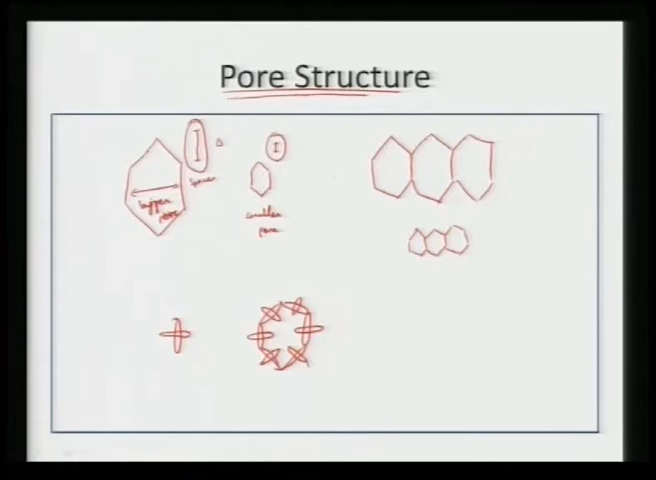 Pore Structure
I
I
Spacer
bigger
pore
smaller
pore